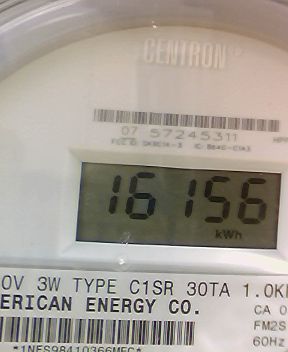 CENTRON
07 57245311
16156
kWh
0V 3W TYPE C1SR 30TA 1.0K
ERICAN ENERGY CO.
CA 0
FM2S
60Hz